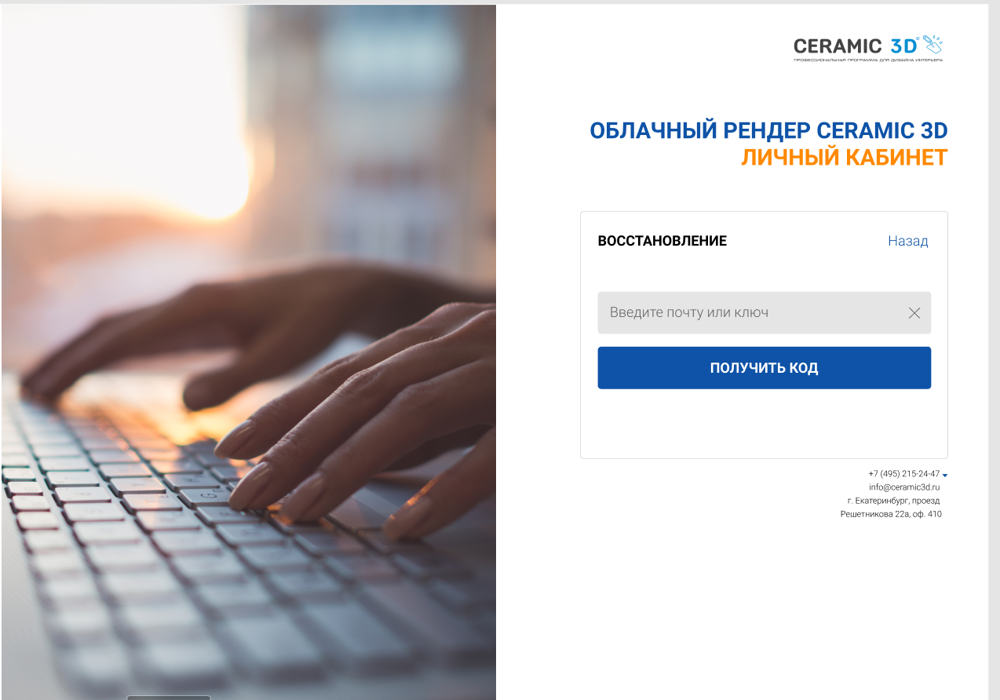 CERAMIC 3D
ПРОФЕССИОНАЛЬНАЯ ПРОГРАММА ДЛЯ ДИЗАЙНА ИНТЕРЬЕРА
ОБЛАЧНЫЙ РЕНДЕР CERAMIC 3D
ЛИЧНЫЙ КАБИНЕТ
ВОССТАНОВЛЕНИЕ Назад
Введите почту или ключ
ПОЛУЧИТЬ КОД
+7 (495) 215-24-47
info@ceramic3d.ru
г. Екатеринбург, проезд
Решетникова 22а, оф. 410